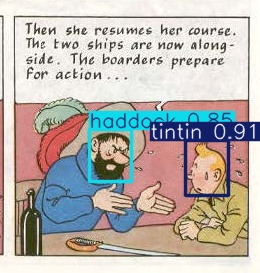 Then she resumes her course.
The two ships are now along-
side. The boarders prepare
for action...
haddock 0.85
tintin 0.91